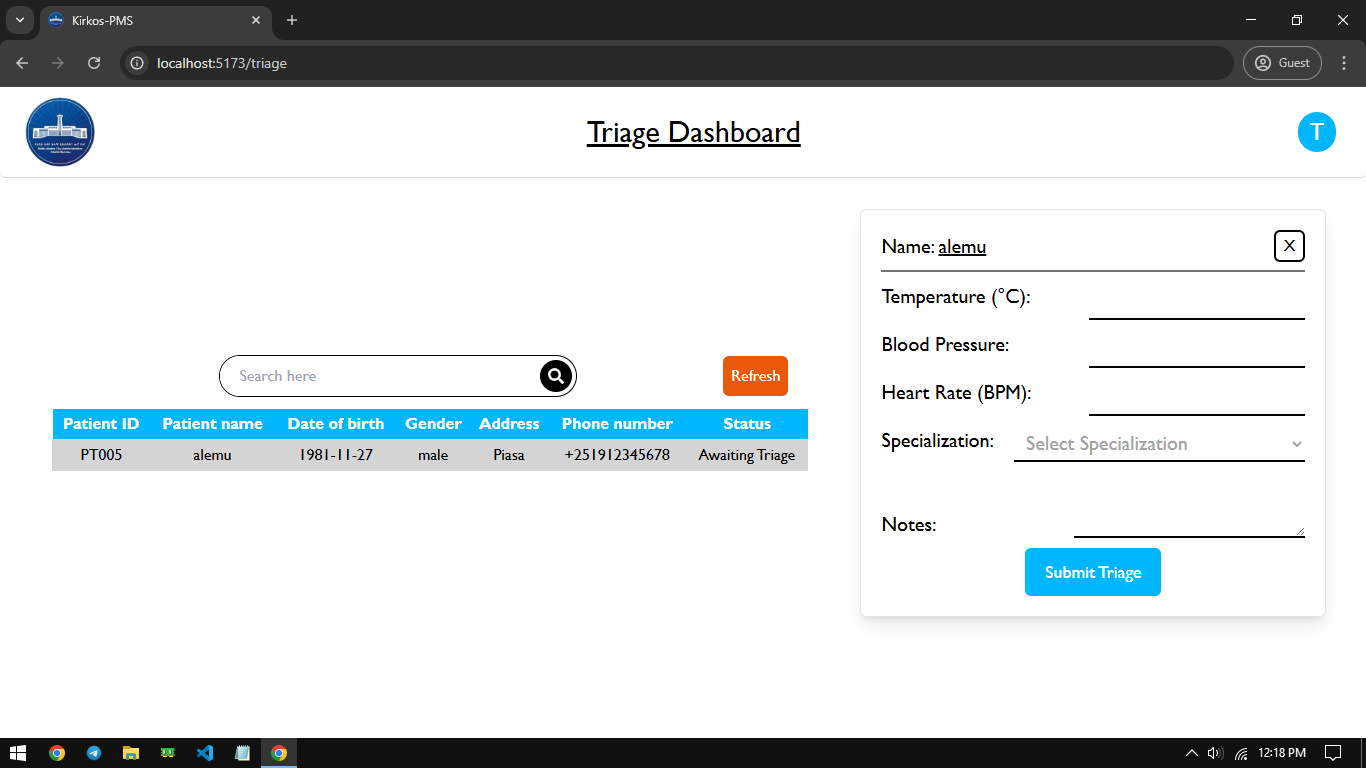 Kirkos-PMS
localhost:5173/triage
Guest
Triage Dashboard
T
Name: alemu
X
Temperature (°C):
Blood Pressure:
Heart Rate (BPM):
Specialization: Select Specialization
Notes:
Submit Triage
Search here
Refresh
Patient ID Patient name Date of birth Gender Address Phone number Status
PT005 alemu 1981-11-27 male Piasa +251912345678 Awaiting Triage
12:18 PM